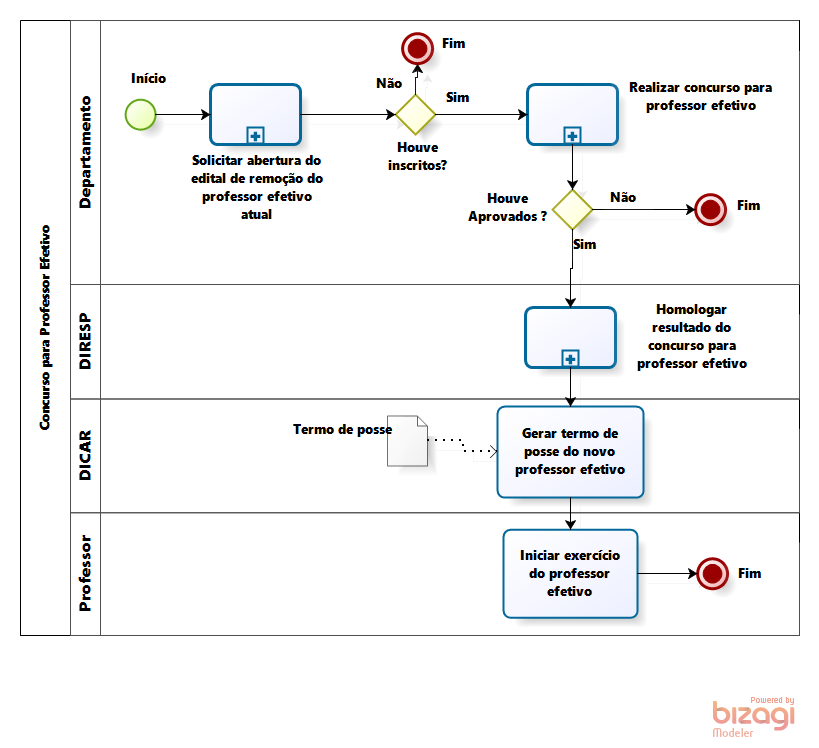 Concurso para Professor Efetivo
Departamento
Início
Solicitar abertura do
edital de remoção do
professor efetivo
atual
Não
Fim
Sim
Houve
inscritos?
Realizar concurso para
professor efetivo
Houve
Aprovados ?
Não
Fim
Sim
DIRESP
Homologar
resultado do
concurso para
professor efetivo
DICAR
Termo de posse
Gerar termo de
posse do novo
professor efetivo
Professor
Iniciar exercício
do professor
efetivo
Fim
Powered by
bizagi
Modeler